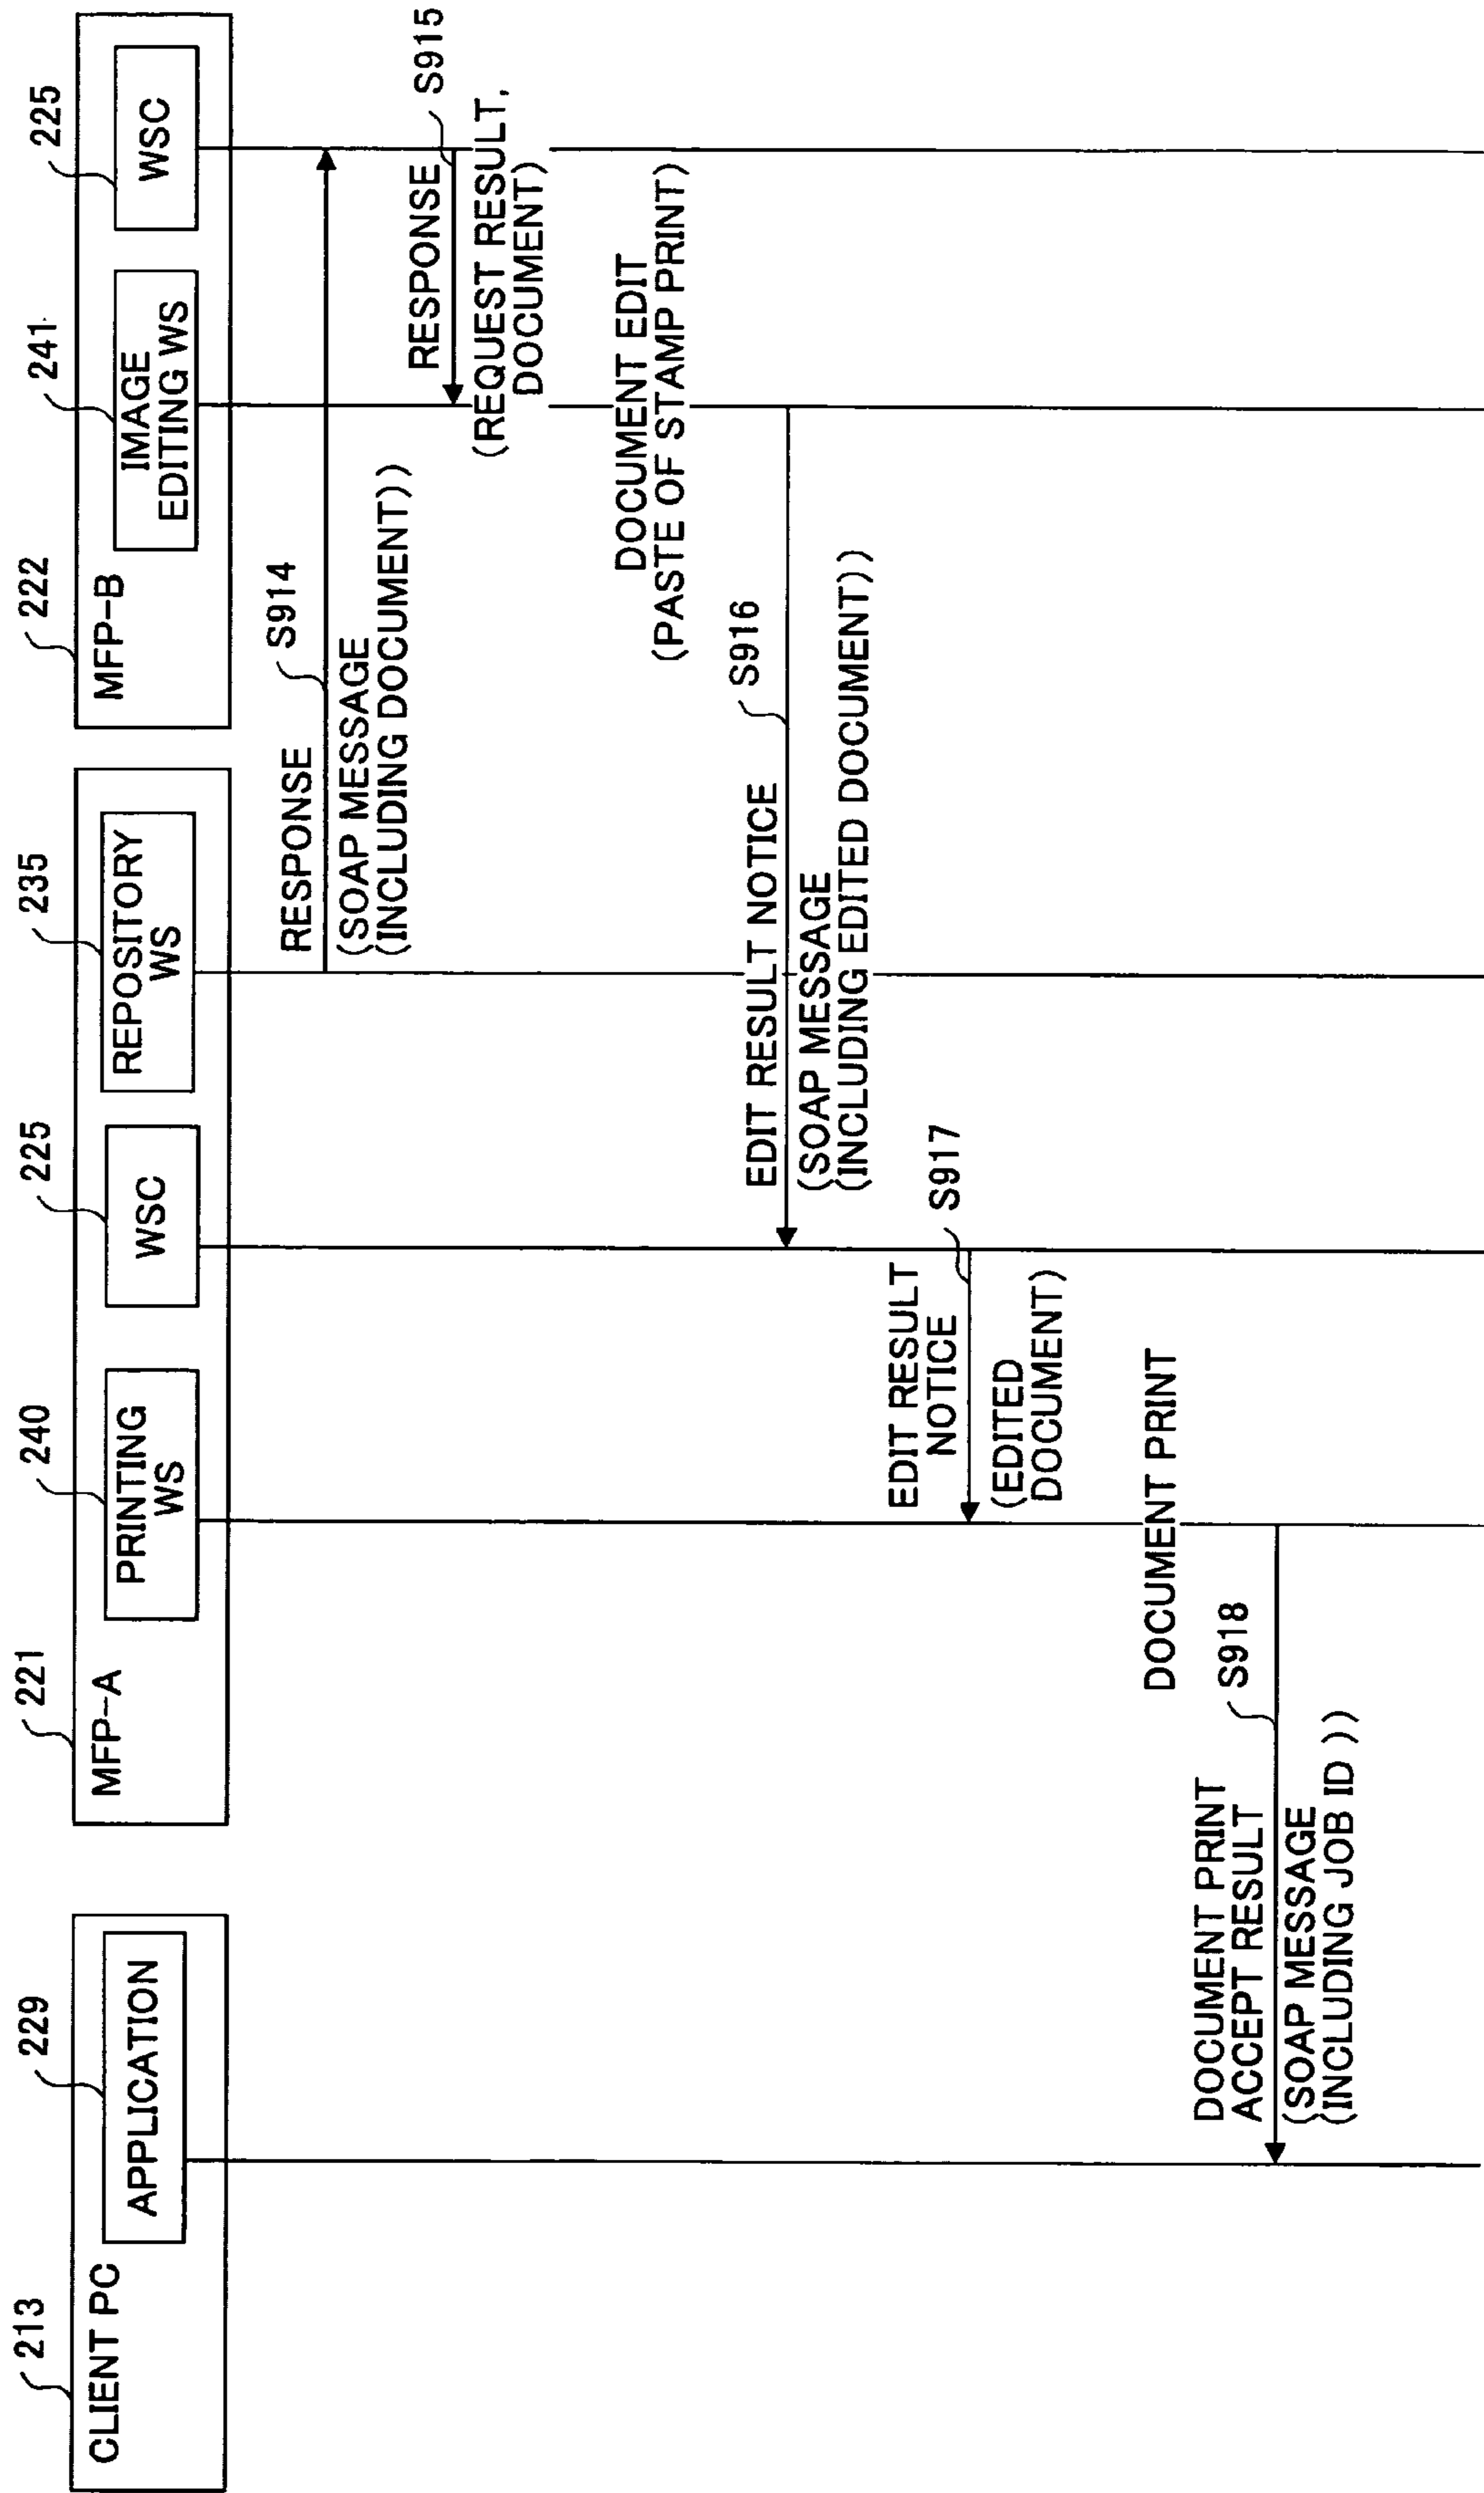 213
CLIENT PC
229
APPLICATION
221
MFP-A
240
PRINTING
WS
225
WSC
235
REPOSITORY
WS
222
MFP-B
241
IMAGE
EDITING WS
225
WSC
RESPONSE
S914
(SOAP MESSAGE
(INCLUDING DOCUMENT))
RESPONSE
S915
(REQUEST RESULT,
DOCUMENT)
DOCUMENT EDIT
(PASTE OF STAMP PRINT)
EDIT RESULT NOTICE
S916
(SOAP MESSAGE
(INCLUDING EDITED DOCUMENT))
EDIT RESULT
NOTICE
S917
(EDITED
DOCUMENT)
DOCUMENT PRINT
DOCUMENT PRINT
ACCEPT RESULT
S918
(SOAP MESSAGE
(INCLUDING JOB ID ))